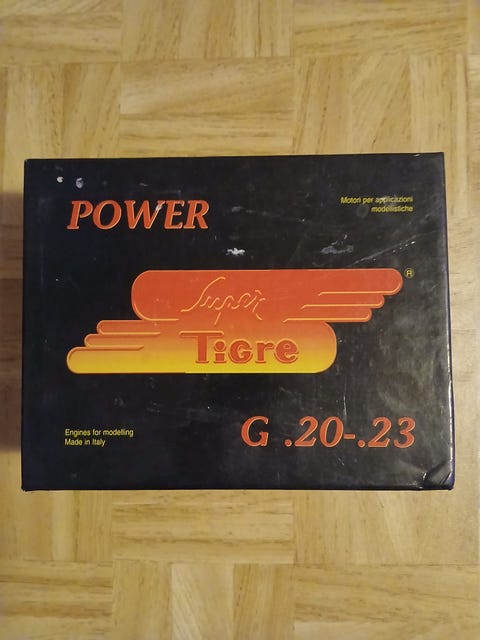 POWER
Motori per applicazioni
modellistiche
Super ®
TiGre
Engines for modelling
Made in Italy
G .20-.23